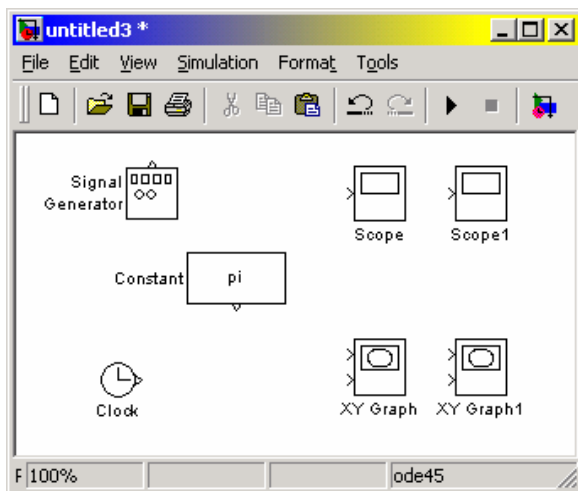 untitled3 *
File Edit View Simulation Format Tools
Signal
Generator
Scope Scope1
Constant pi
Clock XY Graph XY Graph1
F 100% ode45